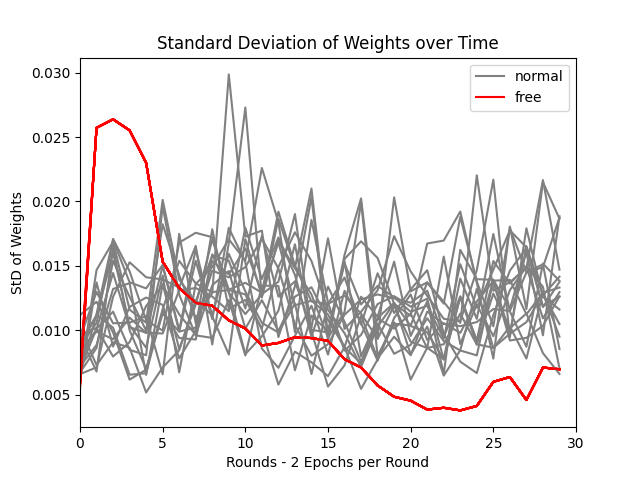 Standard Deviation of Weights over Time
StD of Weights
0.030
0.025
0.020
0.015
0.010
0.005
normal
free
0 5 10 15 20 25 30
Rounds - 2 Epochs per Round